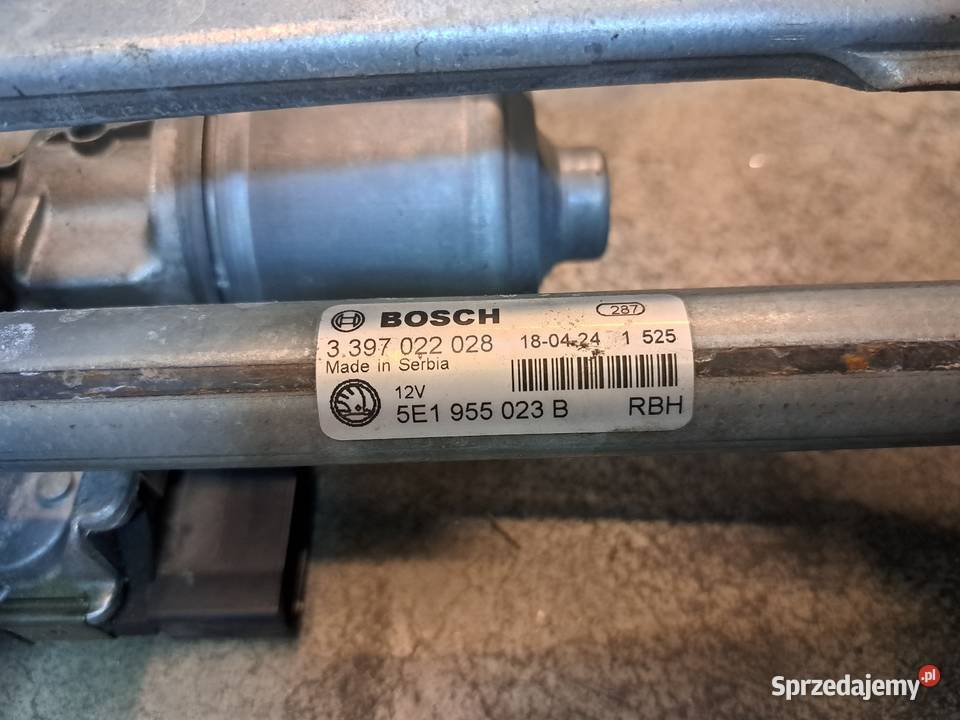 BOSCH
287
3.397 022 028 18-04-24 1 525
Made in Serbia
12V
5E1 955 023 B RBH
Sprzedajemy.pl